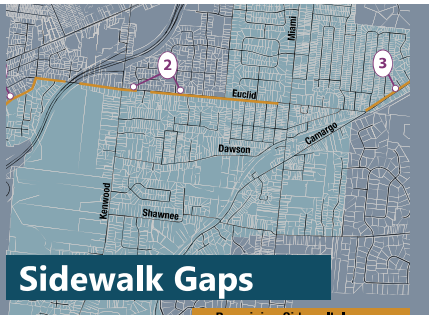 Miami
2
3
Euclid
Camargo
Dawson
Kenwood
Shawnee
Sidewalk Gaps